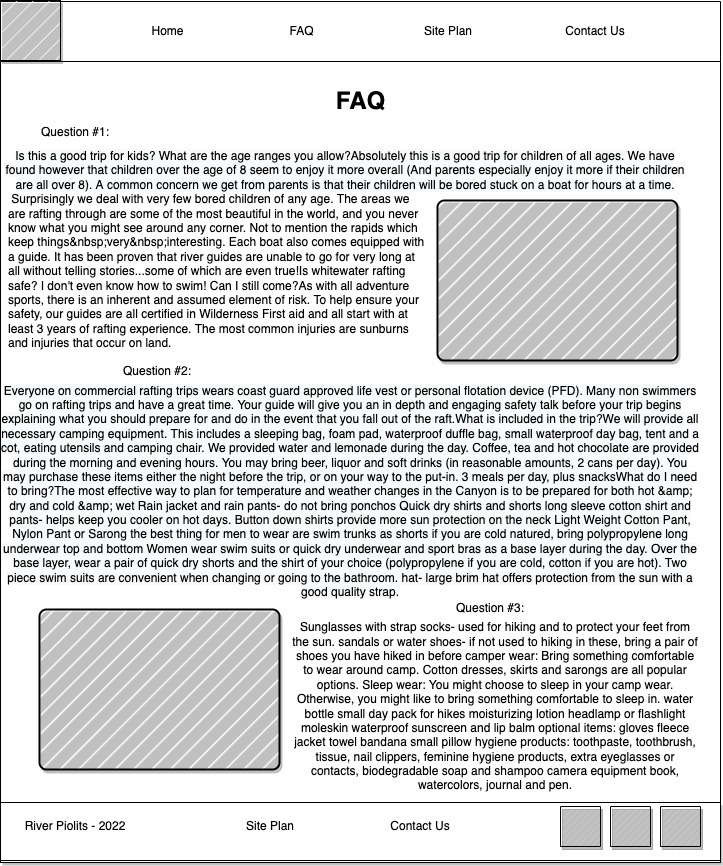 Home FAQ Site Plan Contact Us
FAQ
Question #1:
Is this a good trip for kids? What are the age ranges you allow?Absolutely this is a good trip for children of all ages. We have
found however that children over the age of 8 seem to enjoy it more overall (And parents especially enjoy it more if their children
are all over 8). A common concern we get from parents is that their children will be bored stuck on a boat for hours at a time.
Surprisingly we deal with very few bored children of any age. The areas we
are rafting through are some of the most beautiful in the world, and you never
know what you might see around any corner. Not to mention the rapids which
keep things&nbsp;very&nbsp;interesting. Each boat also comes equipped with
a guide. It has been proven that river guides are unable to go for very long at
all without telling stories...some of which are even true!Is whitewater rafting
safe? I don't even know how to swim! Can I still come?As with all adventure
sports, there is an inherent and assumed element of risk. To help ensure your
safety, our guides are all certified in Wilderness First aid and all start with at
least 3 years of rafting experience. The most common injuries are sunburns
and injuries that occur on land.
Question #2:
Everyone on commercial rafting trips wears coast guard approved life vest or personal flotation device (PFD). Many non swimmers
go on rafting trips and have a great time. Your guide will give you an in depth and engaging safety talk before your trip begins
explaining what you should prepare for and do in the event that you fall out of the raft.What is included in the trip?We will provide all
necessary camping equipment. This includes a sleeping bag, foam pad, waterproof duffle bag, small waterproof day bag, tent and a
cot, eating utensils and camping chair. We provided water and lemonade during the day. Coffee, tea and hot chocolate are provided
during the morning and evening hours. You may bring beer, liquor and soft drinks (in reasonable amounts, 2 cans per day). You
may purchase these items either the night before the trip, or on your way to the put-in. 3 meals per day, plus snacksWhat do I need
to bring?The most effective way to plan for temperature and weather changes in the Canyon is to be prepared for both hot &amp;
dry and cold &amp; wet Rain jacket and rain pants- do not bring ponchos Quick dry shirts and shorts long sleeve cotton shirt and
pants- helps keep you cooler on hot days. Button down shirts provide more sun protection on the neck Light Weight Cotton Pant,
Nylon Pant or Sarong the best thing for men to wear are swim trunks as shorts if you are cold natured, bring polypropylene long
underwear top and bottom Women wear swim suits or quick dry underwear and sport bras as a base layer during the day. Over the
base layer, wear a pair of quick dry shorts and the shirt of your choice (polypropylene if you are cold, cotton if you are hot). Two
piece swim suits are convenient when changing or going to the bathroom. hat- large brim hat offers protection from the sun with a
good quality strap.
Question #3:
Sunglasses with strap socks- used for hiking and to protect your feet from
the sun. sandals or water shoes- if not used to hiking in these, bring a pair of
shoes you have hiked in before camper wear: Bring something comfortable
to wear around camp. Cotton dresses, skirts and sarongs are all popular
options. Sleep wear: You might choose to sleep in your camp wear.
Otherwise, you might like to bring something comfortable to sleep in. water
bottle small day pack for hikes moisturizing lotion headlamp or flashlight
moleskin waterproof sunscreen and lip balm optional items: gloves fleece
jacket towel bandana small pillow hygiene products: toothpaste, toothbrush,
tissue, nail clippers, feminine hygiene products, extra eyeglasses or
contacts, biodegradable soap and shampoo camera equipment book,
watercolors, journal and pen.
River Piolits - 2022 Site Plan Contact Us